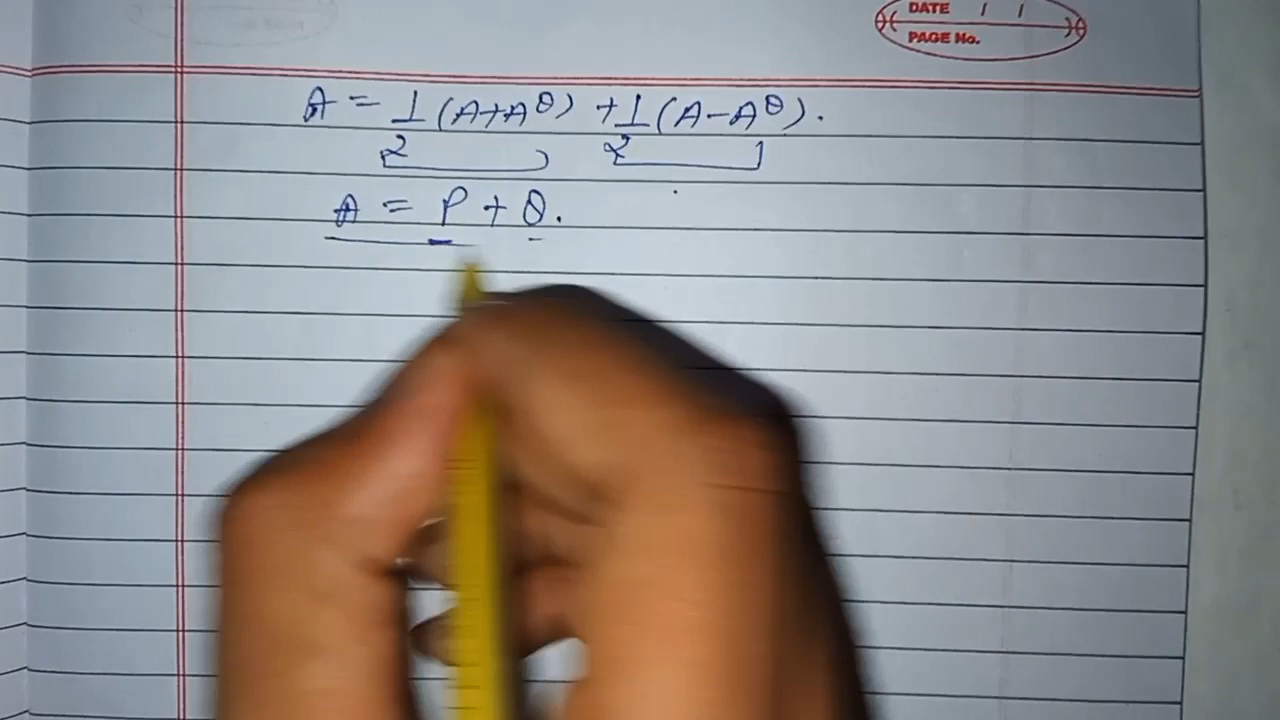 DATE / /
PAGE No.
A = 1/2 (A+A^θ) + 1/2 (A-A^θ).
A = P + Q.